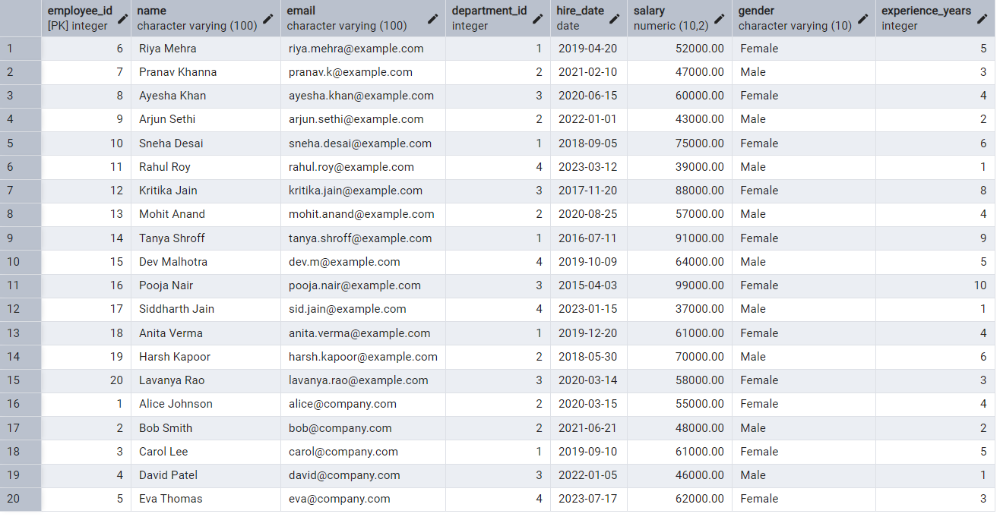 employee_id name email department_id hire_date salary gender experience_years
[PK] integer character varying (100) character varying (100) integer date numeric (10,2) character varying (10) integer
1 6 Riya Mehra riya.mehra@example.com 1 2019-04-20 52000.00 Female 5
2 7 Pranav Khanna pranav.k@example.com 2 2021-02-10 47000.00 Male 3
3 8 Ayesha Khan ayesha.khan@example.com 3 2020-06-15 60000.00 Female 4
4 9 Arjun Sethi arjun.sethi@example.com 2 2022-01-01 43000.00 Male 2
5 10 Sneha Desai sneha.desai@example.com 1 2018-09-05 75000.00 Female 6
6 11 Rahul Roy rahul.roy@example.com 4 2023-03-12 39000.00 Male 1
7 12 Kritika Jain kritika.jain@example.com 3 2017-11-20 88000.00 Female 8
8 13 Mohit Anand mohit.anand@example.com 2 2020-08-25 57000.00 Male 4
9 14 Tanya Shroff tanya.shroff@example.com 1 2016-07-11 91000.00 Female 9
10 15 Dev Malhotra dev.m@example.com 4 2019-10-09 64000.00 Male 5
11 16 Pooja Nair pooja.nair@example.com 3 2015-04-03 99000.00 Female 10
12 17 Siddharth Jain sid.jain@example.com 4 2023-01-15 37000.00 Male 1
13 18 Anita Verma anita.verma@example.com 1 2019-12-20 61000.00 Female 4
14 19 Harsh Kapoor harsh.kapoor@example.com 2 2018-05-30 70000.00 Male 6
15 20 Lavanya Rao lavanya.rao@example.com 3 2020-03-14 58000.00 Female 3
16 1 Alice Johnson alice@company.com 2 2020-03-15 55000.00 Female 4
17 2 Bob Smith bob@company.com 2 2021-06-21 48000.00 Male 2
18 3 Carol Lee carol@company.com 1 2019-09-10 61000.00 Female 5
19 4 David Patel david@company.com 3 2022-01-05 46000.00 Male 1
20 5 Eva Thomas eva@company.com 4 2023-07-17 62000.00 Female 3